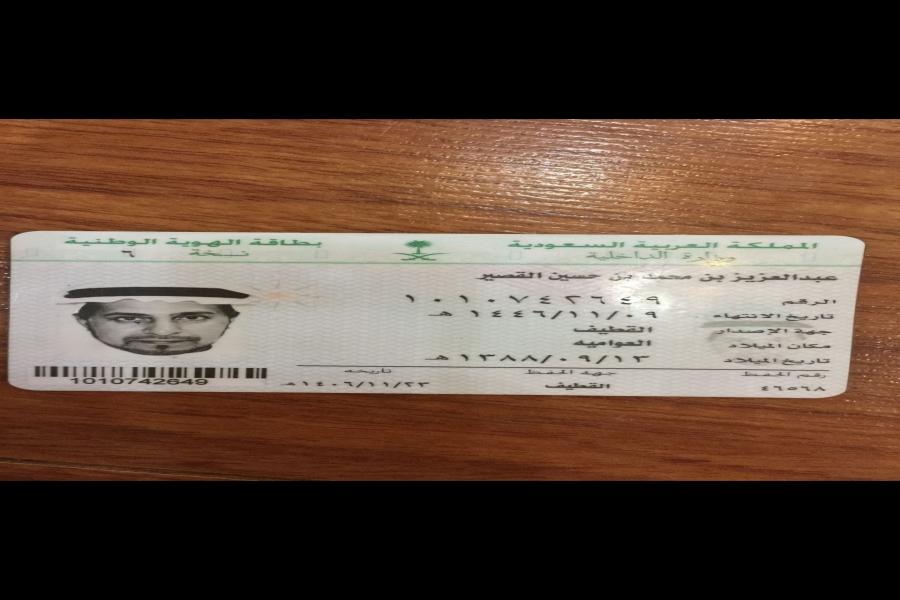 المملكة العربية السعودية
بطاقة الهوية الوطنية
وزارة الداخلية
نسخة ٦
عبدالعزيز بن محمد بن حسين القصير
الرقم ١٠١٠٧٤٢٦٤٩
تاريخ الانتهاء ١٤٤٦/١١/٠٩ هـ
جهة الإصدار القطيف
مكان الميلاد العواميه
تاريخ الميلاد ١٣٨٨/٠٩/١٣ هـ
رقم الحفظ جهة الحفظ تاريخه
٤٦٥٦٨ القطيف ١٤٠٦/١١/٢٣ هـ
1010742649